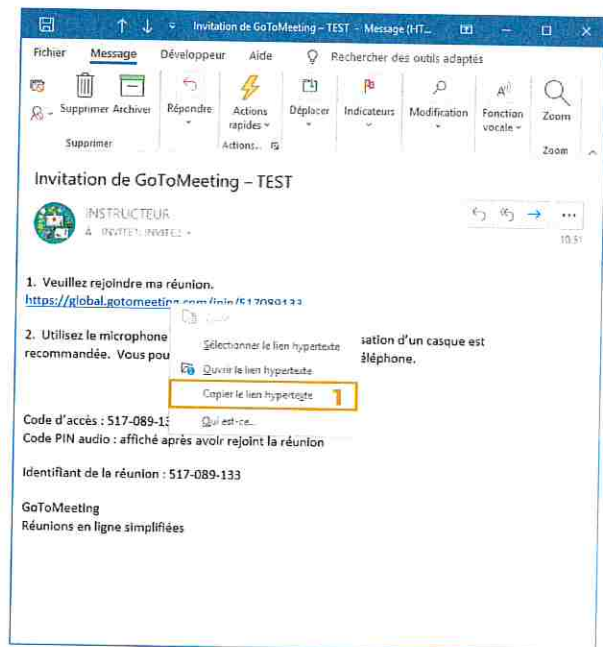 Invitation de GoToMeeting – TEST - Message (HT...
Fichier Message Développeur Aide Rechercher des outils adaptés
Supprimer Archiver Répondre Actions rapides Déplacer Indicateurs Modification Fonction vocale Zoom
Supprimer Actions... Zoom
Invitation de GoToMeeting – TEST
INSTRUCTEUR
10:51
1. Veuillez rejoindre ma réunion.
https://global.gotomeeting.com/join/517089133
Sélectionner le lien hypertexte
2. Utilisez le microphone
sation d'un casque est
recommandée. Vous pou
éléphone.
Ouvrir le lien hypertexte
Copier le lien hypertexte 1
Qui est-ce...
Code d'accès : 517-089-13
Code PIN audio : affiché après avoir rejoint la réunion
Identifiant de la réunion : 517-089-133
GoToMeeting
Réunions en ligne simplifiées